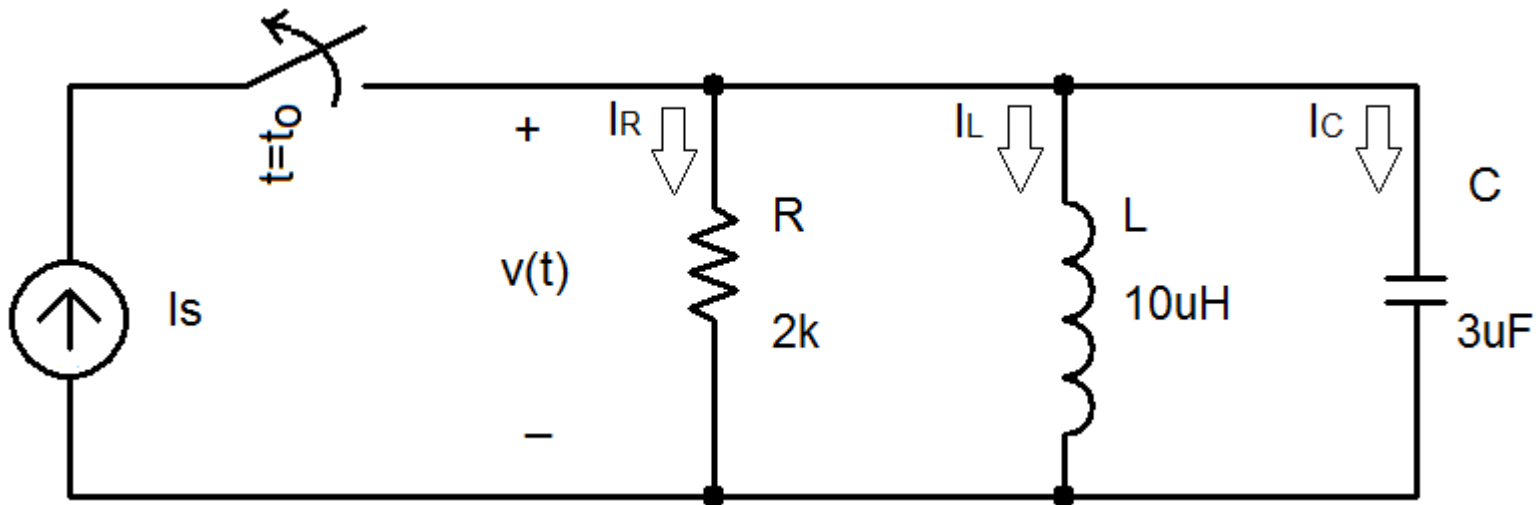 t=to
Is
+
v(t)
–
IR
R
2k
IL
L
10uH
IC
C
3uF